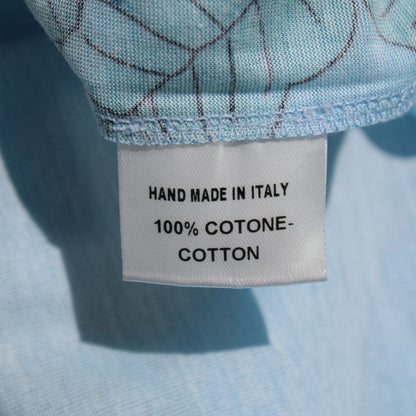 HAND MADE IN ITALY
100% COTONE-
COTTON